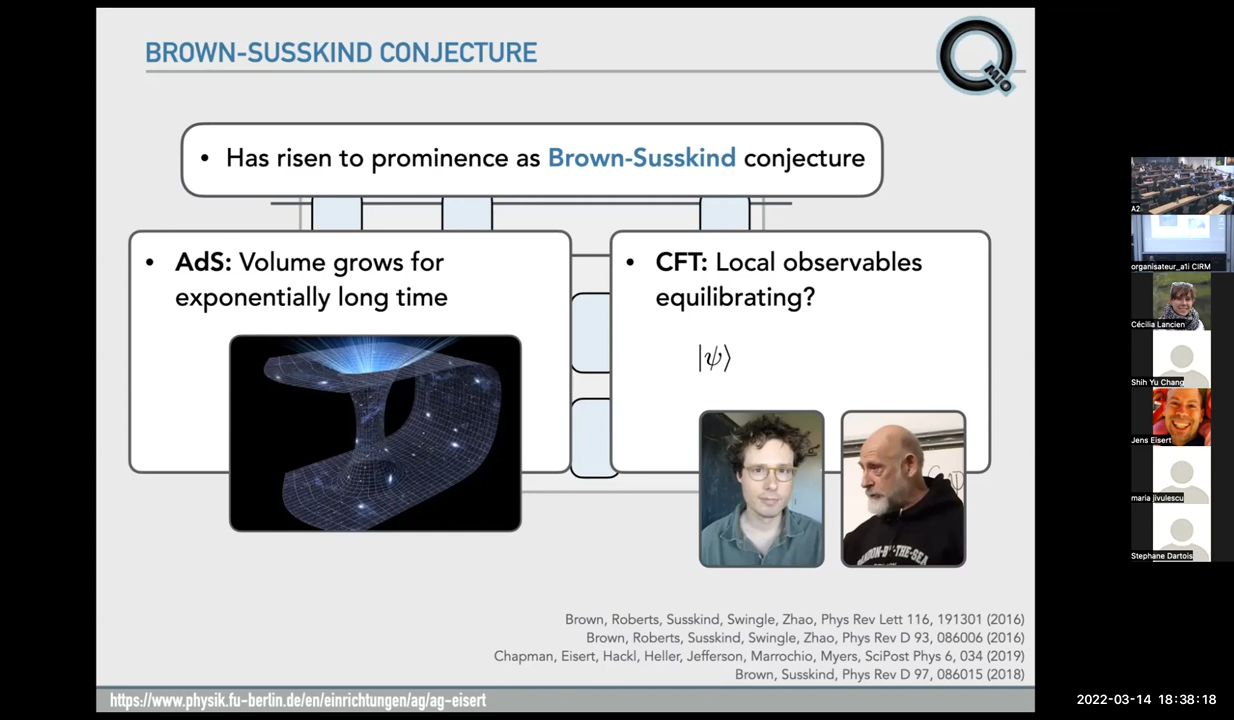 BROWN-SUSSKIND CONJECTURE
QMIO
• Has risen to prominence as Brown-Susskind conjecture
• AdS: Volume grows for
exponentially long time
• CFT: Local observables
equilibrating?
|ψ⟩
Brown, Roberts, Susskind, Swingle, Zhao, Phys Rev Lett 116, 191301 (2016)
Brown, Roberts, Susskind, Swingle, Zhao, Phys Rev D 93, 086006 (2016)
Chapman, Eisert, Hackl, Heller, Jefferson, Marrochio, Myers, SciPost Phys 6, 034 (2019)
Brown, Susskind, Phys Rev D 97, 086015 (2018)
https://www.physik.fu-berlin.de/en/einrichtungen/ag/ag-eisert
A2
organisateur_a1i CIRM
Cécilia Lancien
Shih Yu Chang
Jens Eisert
maria jivulescu
Stephane Dartois
2022-03-14 18:38:18